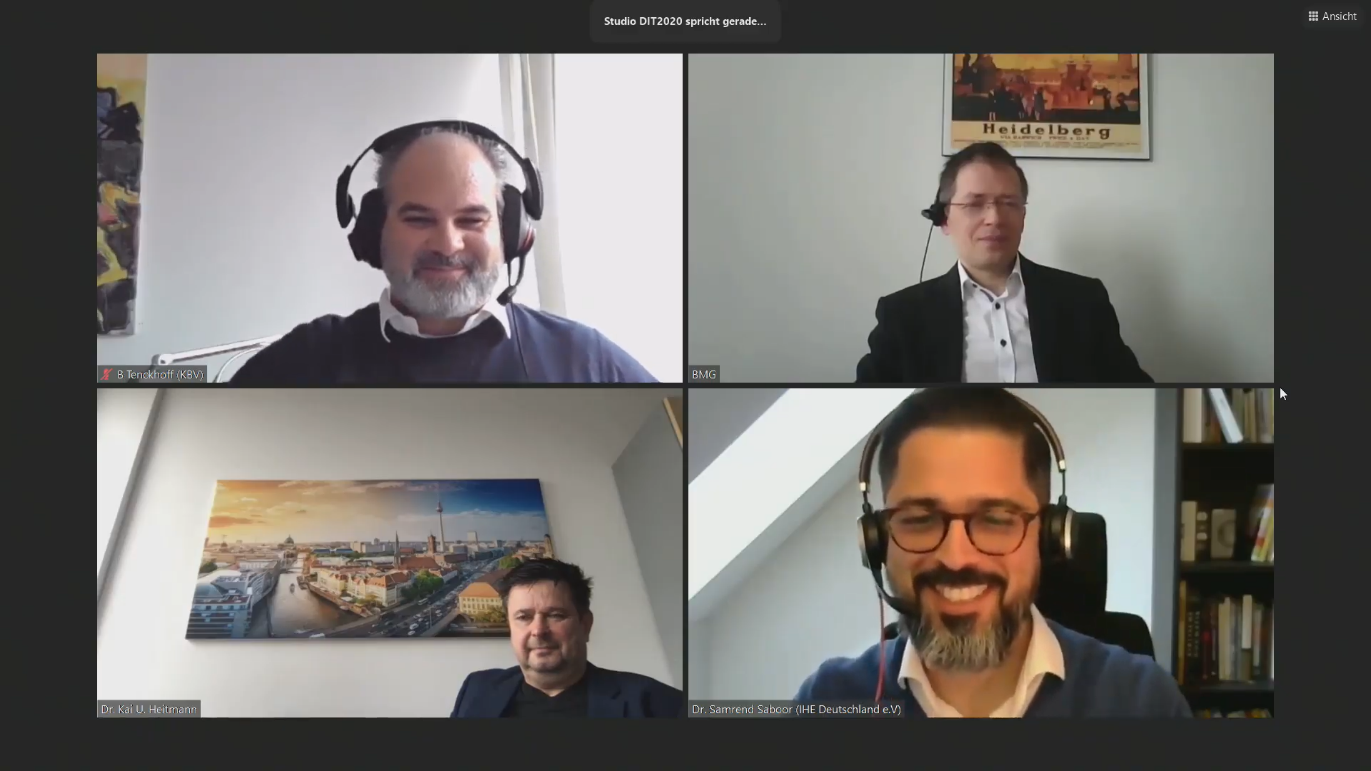 Studio DIT2020 spricht gerade...
Ansicht
Heidelberg
B Tenckhoff (KBV)
BMG
Dr. Kai U. Heitmann
Dr. Samrend Saboor (IHE Deutschland e.V)